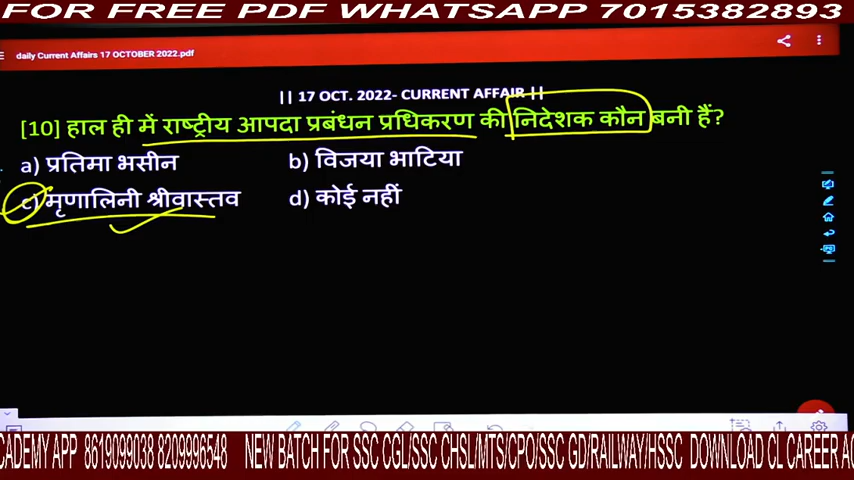 FOR FREE PDF WHATSAPP 7015382893
daily Current Affairs 17 OCTOBER 2022.pdf
|| 17 OCT. 2022- CURRENT AFFAIR ||
[10] हाल ही में राष्ट्रीय आपदा प्रबंधन प्रधिकरण की निदेशक कौन बनी हैं?
a) प्रतिमा भसीन b) विजया भाटिया
c) मृणालिनी श्रीवास्तव d) कोई नहीं
CADEMY APP 8619099038 8209996548 NEW BATCH FOR SSC CGL/SSC CHSL/MTS/CPO/SSC GD/RAILWAY/HSSC DOWNLOAD CL CAREER AC